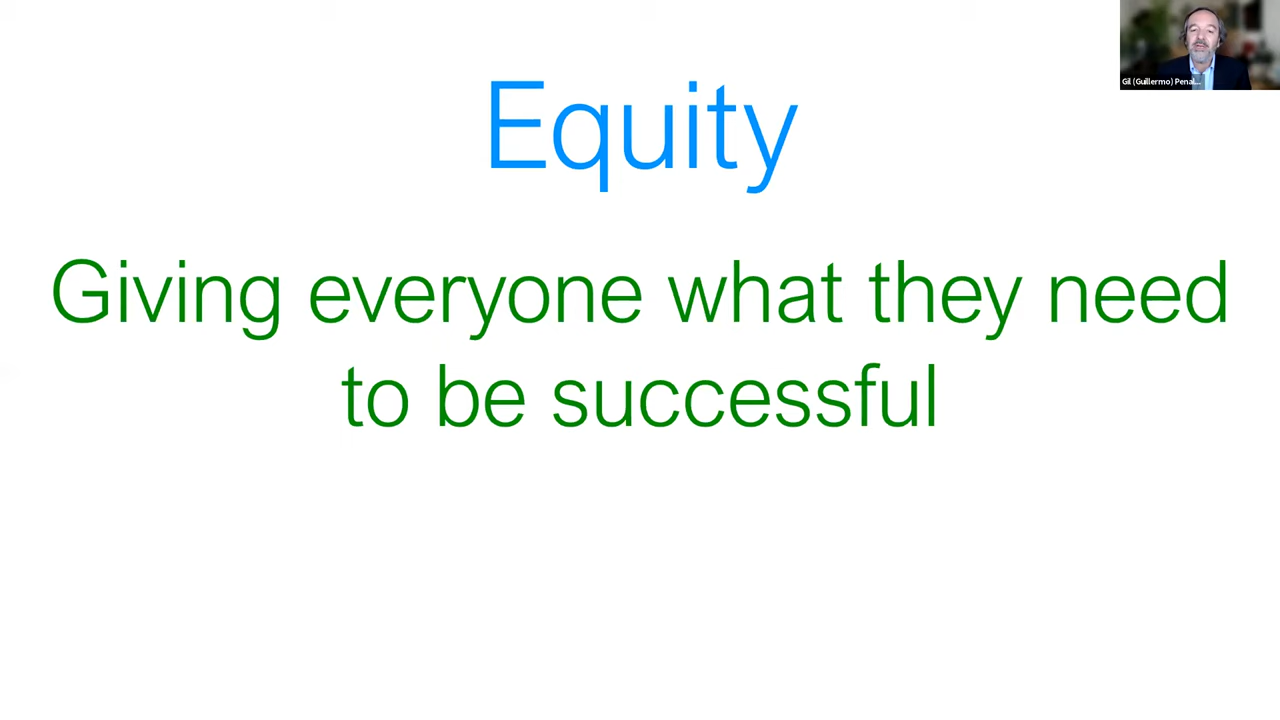 Equity
Giving everyone what they need
to be successful
Gil (Guillermo) Penal...